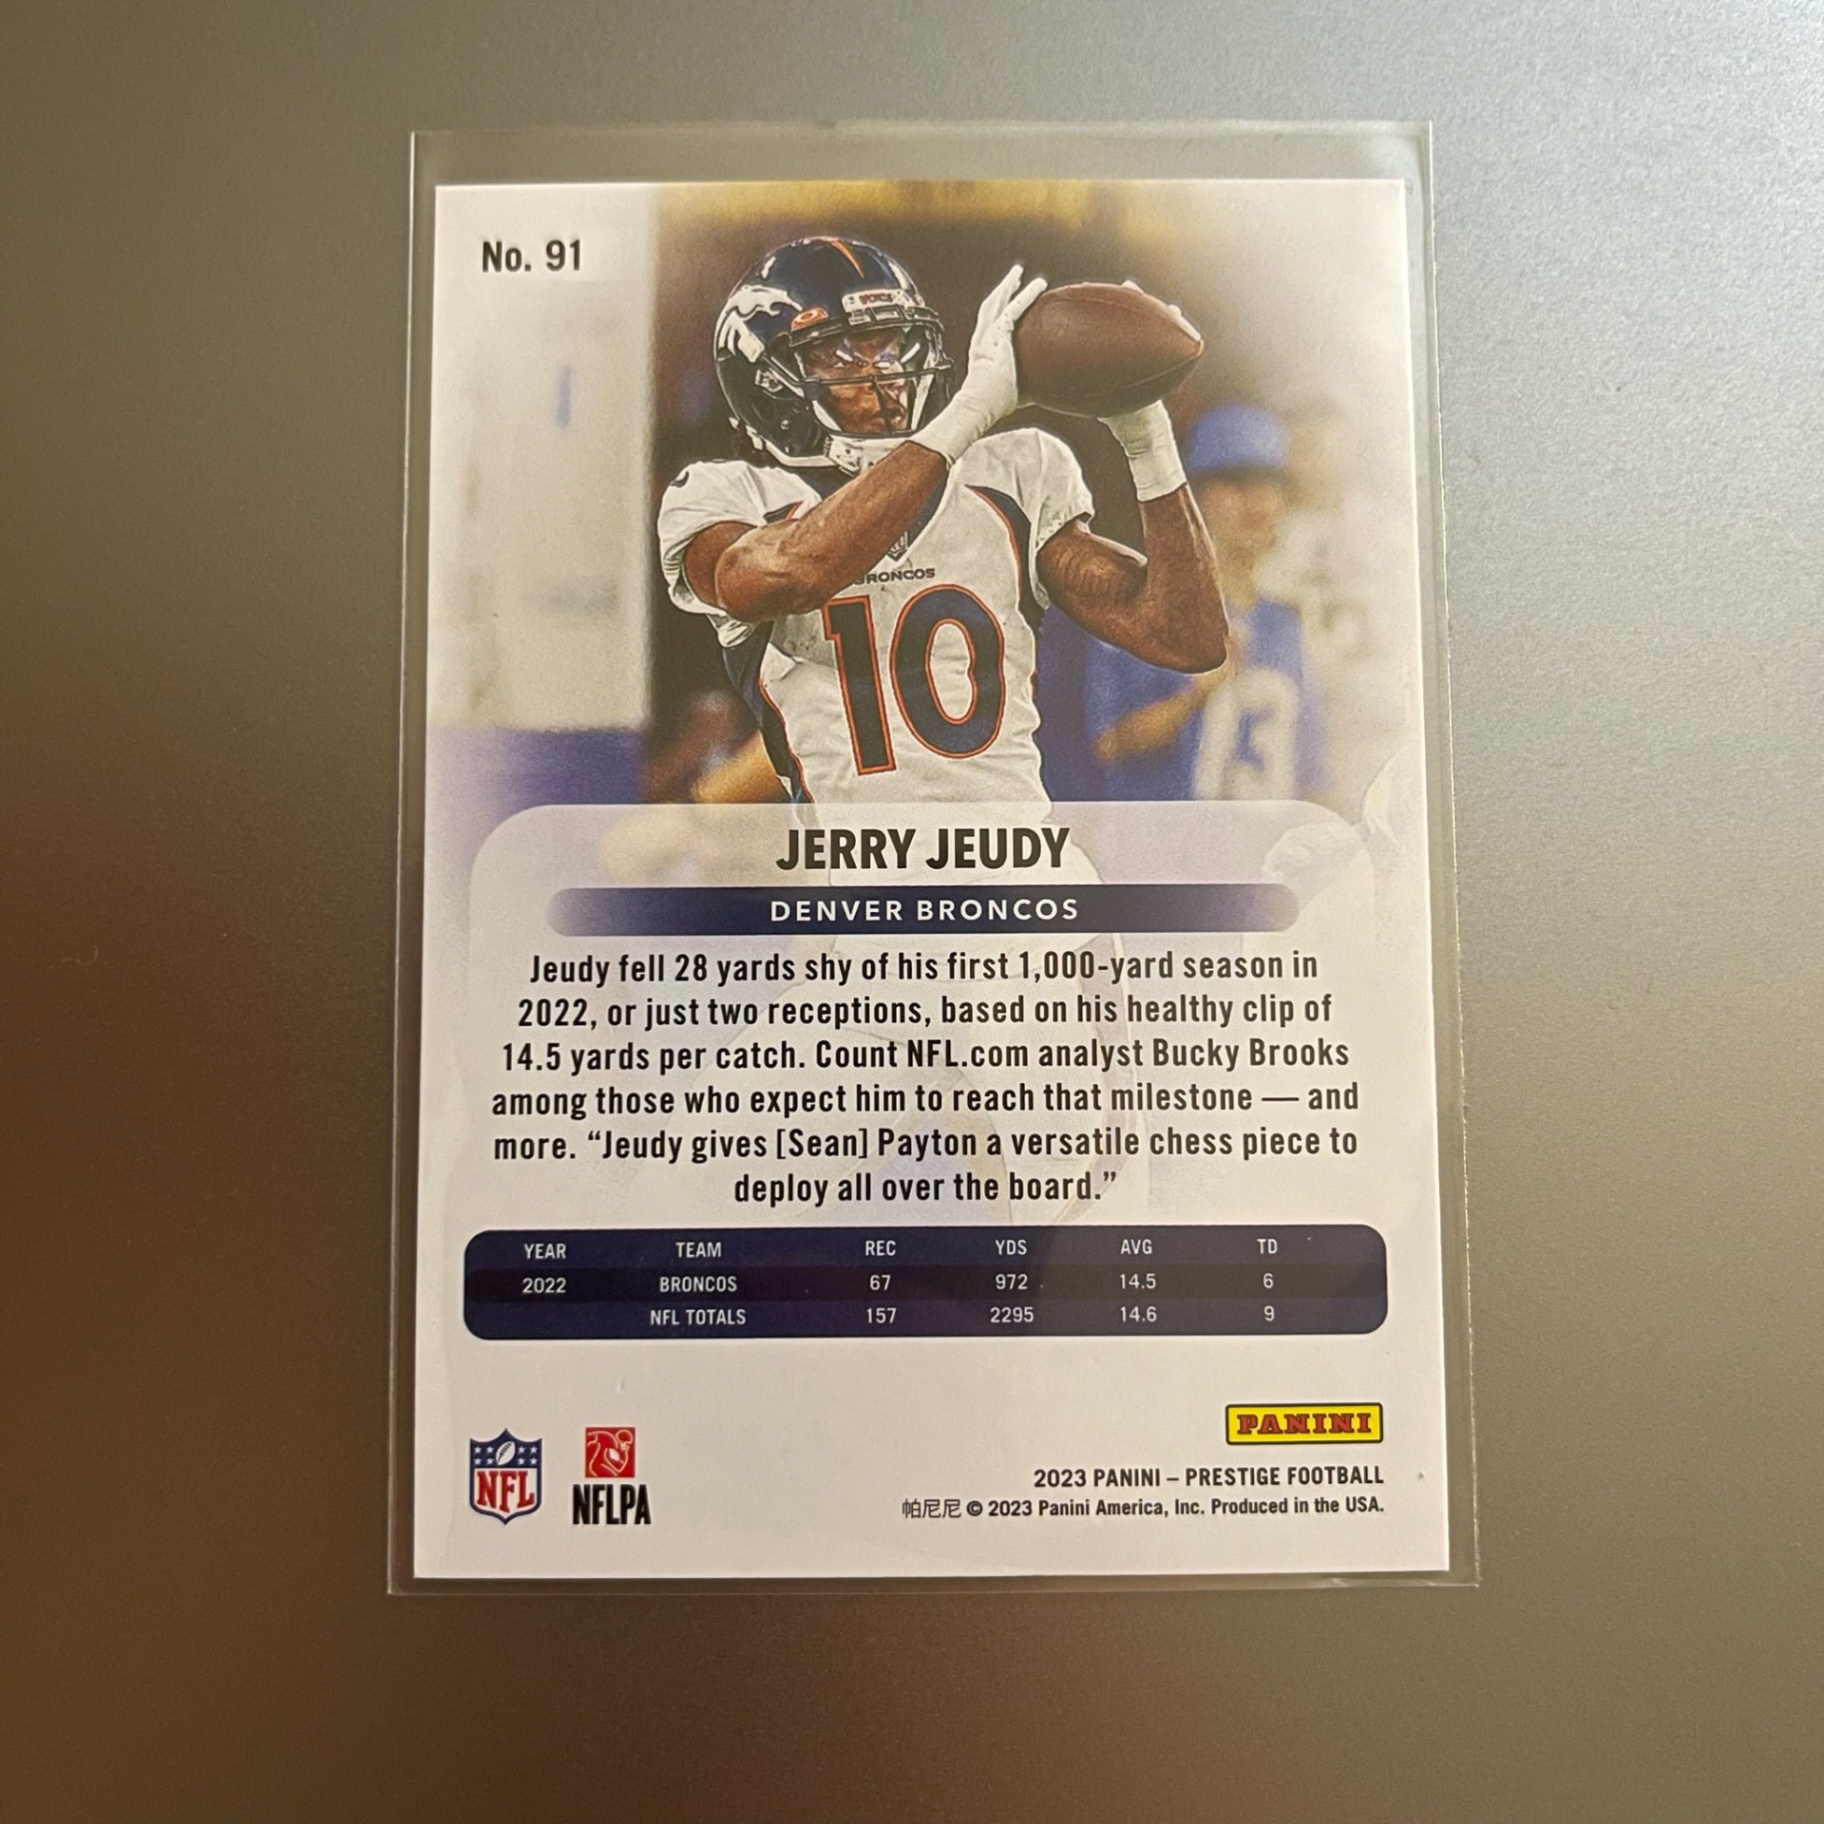 No. 91
BRONCOS
10
13
JERRY JEUDY
DENVER BRONCOS
Jeudy fell 28 yards shy of his first 1,000-yard season in
2022, or just two receptions, based on his healthy clip of
14.5 yards per catch. Count NFL.com analyst Bucky Brooks
among those who expect him to reach that milestone — and
more. “Jeudy gives [Sean] Payton a versatile chess piece to
deploy all over the board.”
YEAR TEAM REC YDS AVG TD
2022 BRONCOS 67 972 14.5 6
NFL TOTALS 157 2295 14.6 9
NFL
NFLPA
PANINI
2023 PANINI – PRESTIGE FOOTBALL
帕尼尼 © 2023 Panini America, Inc. Produced in the USA.